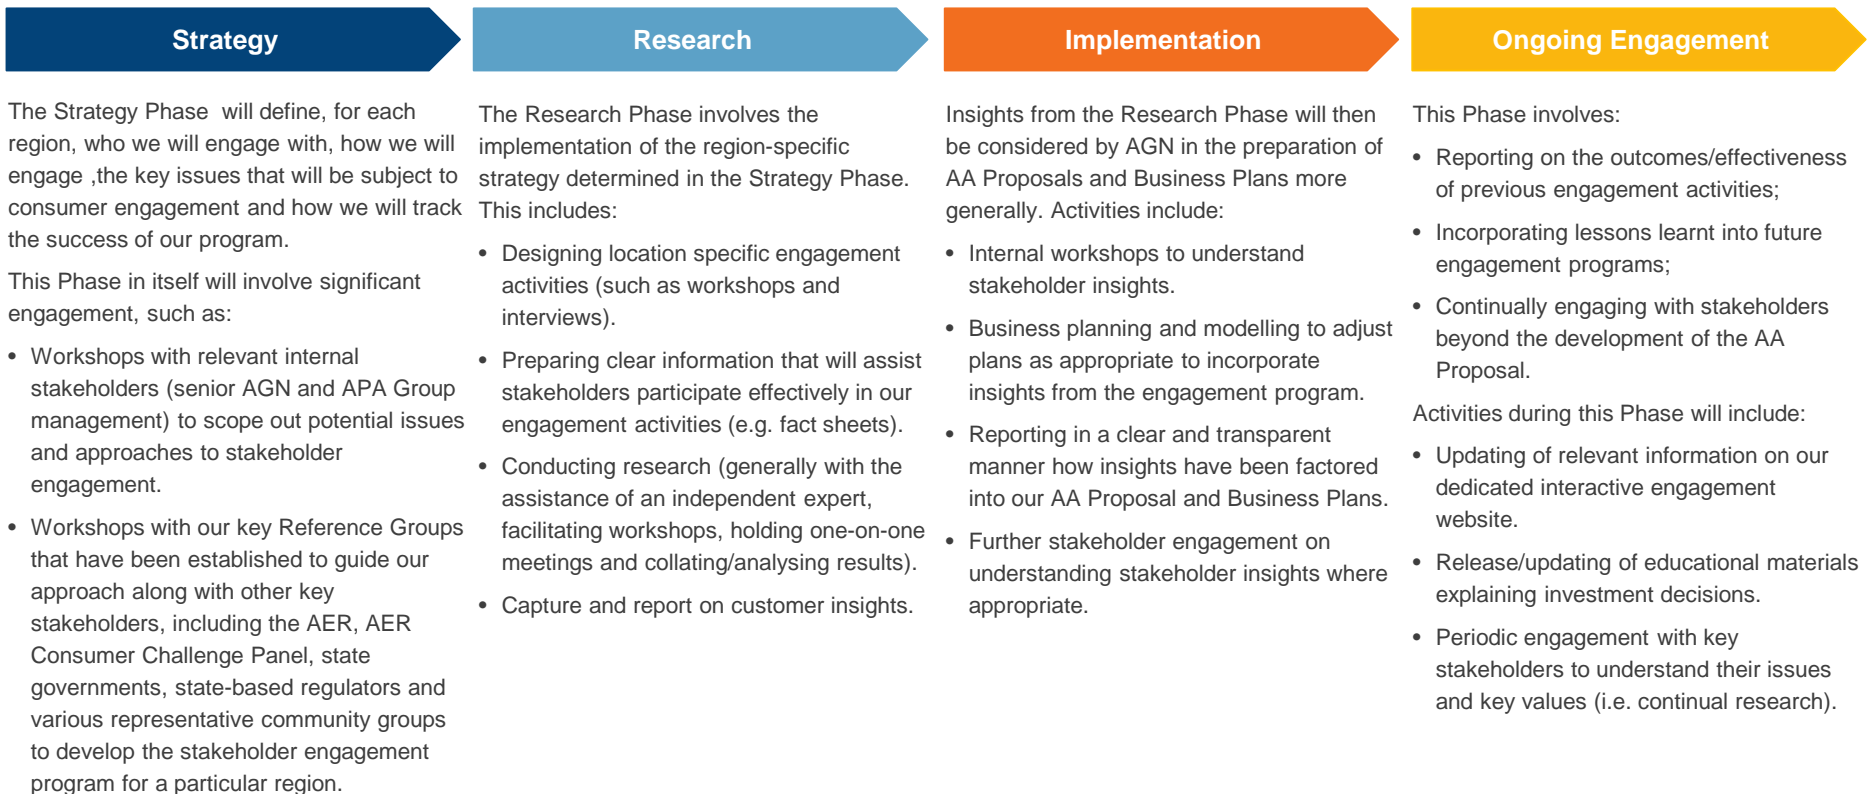 Strategy
The Strategy Phase  will define, for each
region, who we will engage with, how we will
engage ,the key issues that will be subject to
consumer engagement and how we will track
the success of our program.
This Phase in itself will involve significant
engagement, such as:
• Workshops with relevant internal
stakeholders (senior AGN and APA Group
management) to scope out potential issues
and approaches to stakeholder
engagement.
• Workshops with our key Reference Groups
that have been established to guide our
approach along with other key
stakeholders, including the AER, AER
Consumer Challenge Panel, state
governments, state-based regulators and
various representative community groups
to develop the stakeholder engagement
program for a particular region.
Research
The Research Phase involves the
implementation of the region-specific
strategy determined in the Strategy Phase.
This includes:
• Designing location specific engagement
activities (such as workshops and
interviews).
• Preparing clear information that will assist
stakeholders participate effectively in our
engagement activities (e.g. fact sheets).
• Conducting research (generally with the
assistance of an independent expert,
facilitating workshops, holding one-on-one
meetings and collating/analysing results).
• Capture and report on customer insights.
Implementation
Insights from the Research Phase will then
be considered by AGN in the preparation of
AA Proposals and Business Plans more
generally. Activities include:
• Internal workshops to understand
stakeholder insights.
• Business planning and modelling to adjust
plans as appropriate to incorporate
insights from the engagement program.
• Reporting in a clear and transparent
manner how insights have been factored
into our AA Proposal and Business Plans.
• Further stakeholder engagement on
understanding stakeholder insights where
appropriate.
Ongoing Engagement
This Phase involves:
• Reporting on the outcomes/effectiveness
of previous engagement activities;
• Incorporating lessons learnt into future
engagement programs;
• Continually engaging with stakeholders
beyond the development of the AA
Proposal.
Activities during this Phase will include:
• Updating of relevant information on our
dedicated interactive engagement
website.
• Release/updating of educational materials
explaining investment decisions.
• Periodic engagement with key
stakeholders to understand their issues
and key values (i.e. continual research).